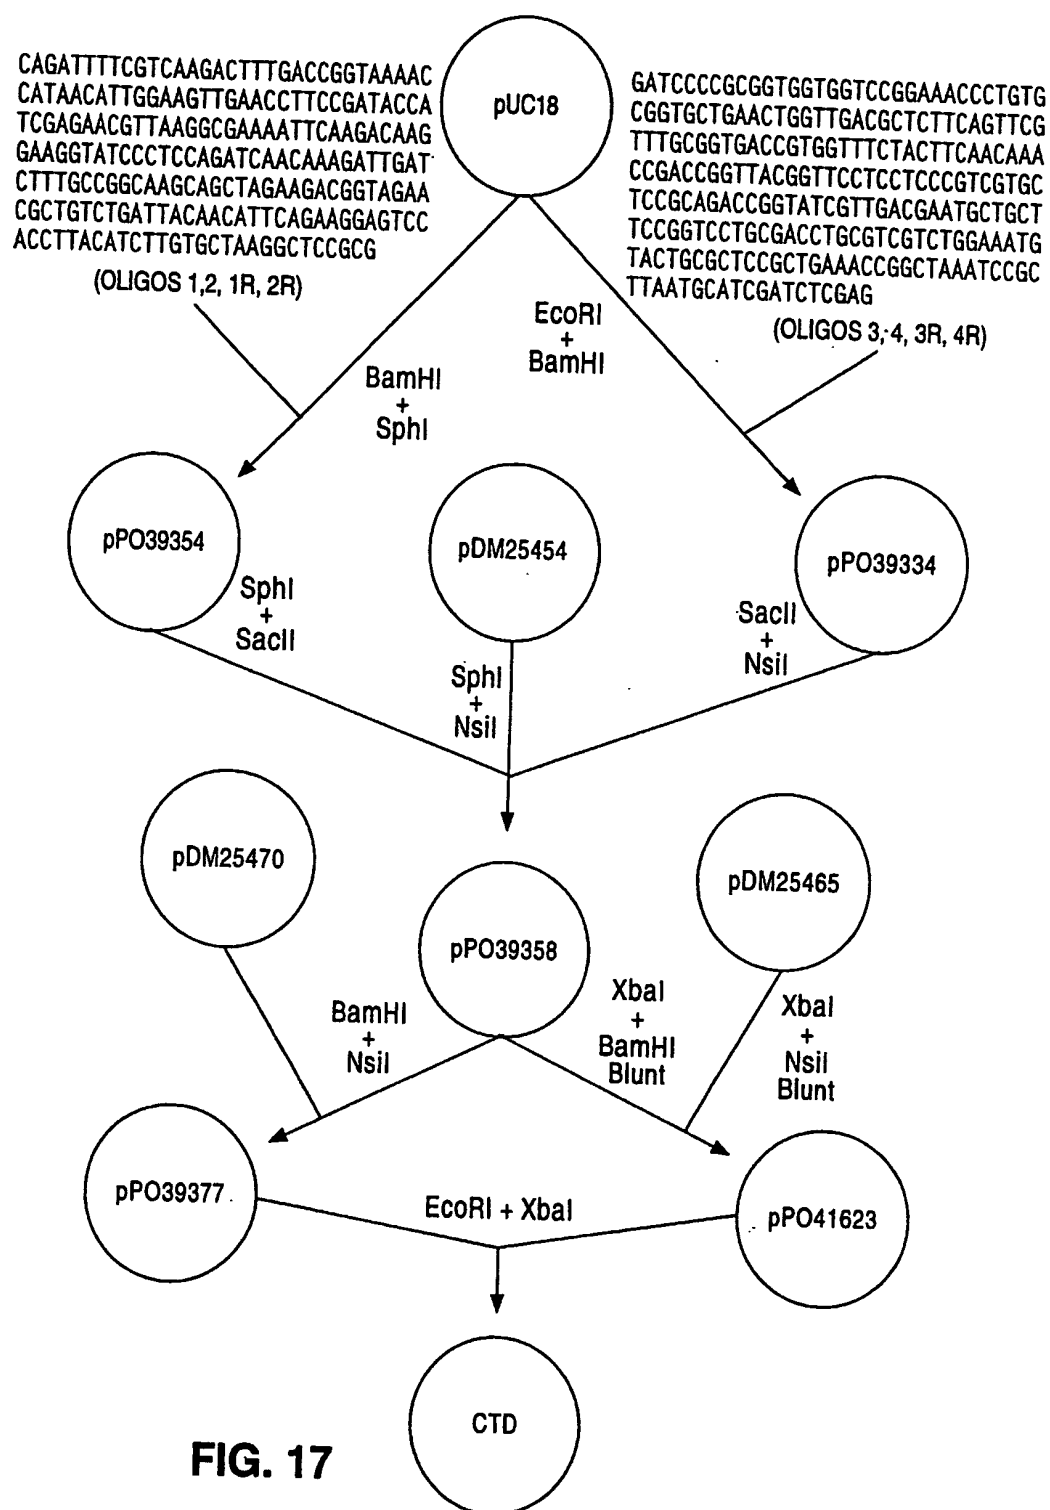 CAGATTTTCGTCAAGACTTTGACCGGTAAAAC
CATAACATTGGAAGTTGAACCTTCCGATACCA
TCGAGAACGTTAAGGCGAAAATTCAAGACAAG
GAAGGTATCCCTCCAGATCAACAAAGATTGAT
CTTTGCCGGCAAGCAGCTAGAAGACGGTAGAA
CGCTGTCTGATTACAACATTCAGAAGGAGTCC
ACCTTACATCTTGTGCTAAGGCTCCGCG
(OLIGOS 1,2, 1R, 2R)
pUC18
GATCCCCGCGGTGGTGGTCCGGAAACCCTGTG
CGGTGCTGAACTGGTTGACGCTCTTCAGTTCG
TTTGCGGTGACCGTGGTTTCTACTTCAACAAA
CCGACCGGTTACGGTTCCTCCTCCCGTCGTGC
TCCGCAGACCGGTATCGTTGACGAATGCTGCT
TCCGGTCCTGCGACCTGCGTCGTCTGGAAATG
TACTGCGCTCCGCTGAAACCGGCTAAATCCGC
TTAATGCATCGATCTCGAG
(OLIGOS 3, 4, 3R, 4R)
BamHI
+
SphI
EcoRI
+
BamHI
pPO39354
pDM25454
pPO39334
SphI
+
SacII
SphI
+
NsiI
SacII
+
NsiI
pDM25470
pPO39358
pDM25465
BamHI
+
NsiI
XbaI
+
BamHI
Blunt
XbaI
+
NsiI
Blunt
pPO39377
EcoRI + XbaI
pPO41623
CTD
FIG. 17